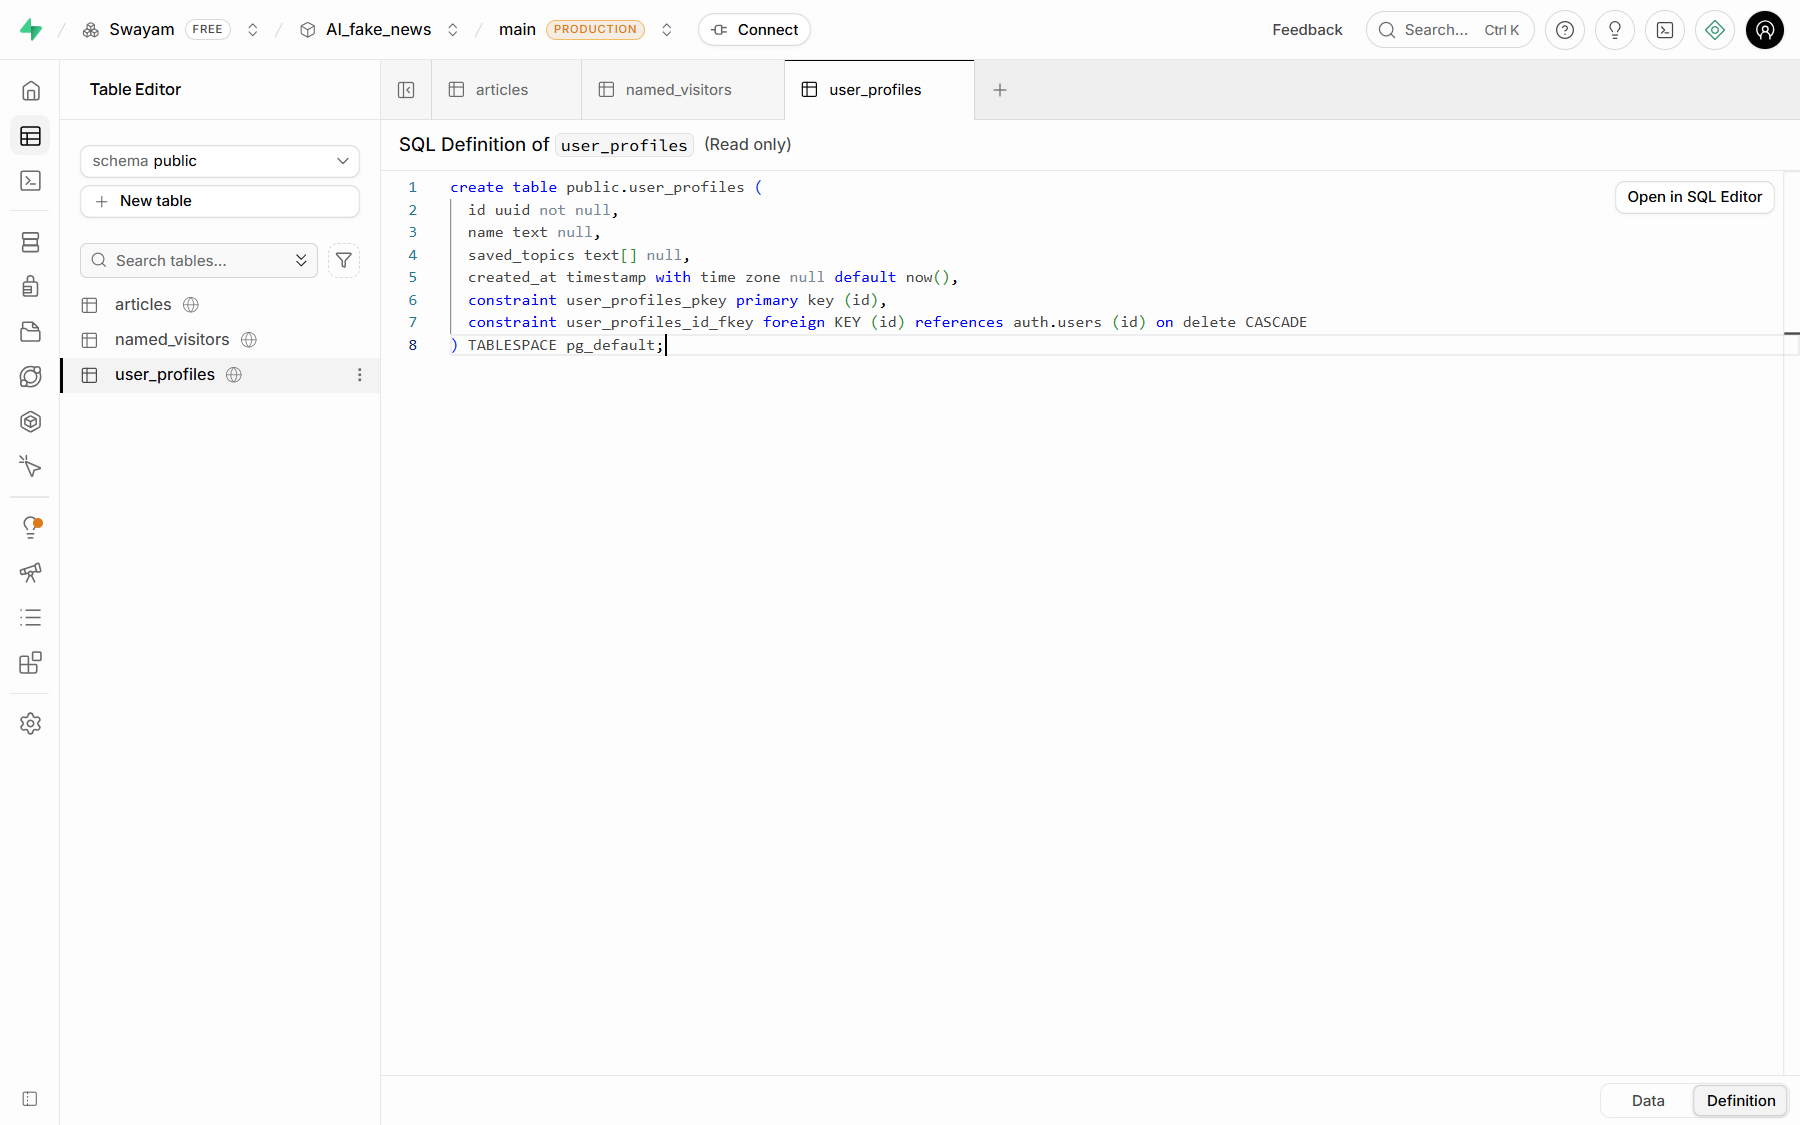 Swayam FREE AI_fake_news main PRODUCTION Connect Feedback Search... Ctrl K
Table Editor
articles named_visitors user_profiles
SQL Definition of user_profiles (Read only)
schema public
New table
Search tables...
articles
named_visitors
user_profiles
Open in SQL Editor
1 create table public.user_profiles (
2 id uuid not null,
3 name text null,
4 saved_topics text[] null,
5 created_at timestamp with time zone null default now(),
6 constraint user_profiles_pkey primary key (id),
7 constraint user_profiles_id_fkey foreign KEY (id) references auth.users (id) on delete CASCADE
8 ) TABLESPACE pg_default;
Data Definition